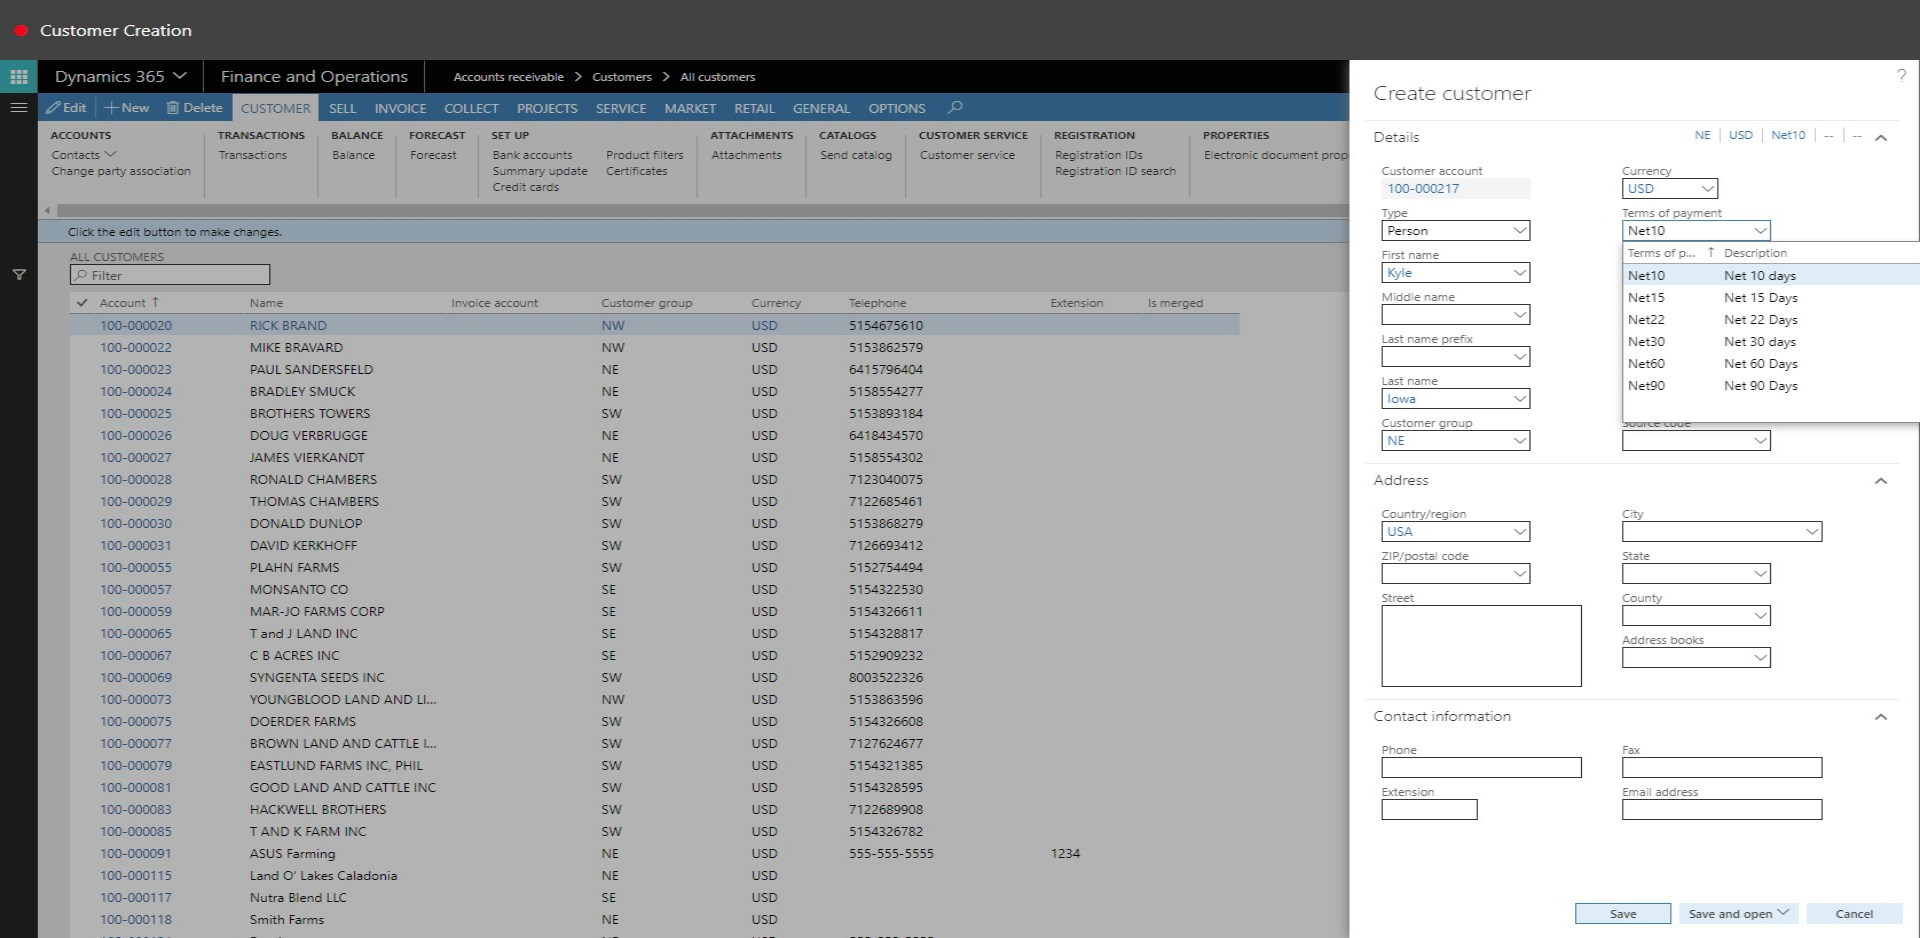 Customer Creation
Dynamics 365 Finance and Operations Accounts receivable > Customers > All customers
Edit New Delete CUSTOMER SELL INVOICE COLLECT PROJECTS SERVICE MARKET RETAIL GENERAL OPTIONS
ACCOUNTS TRANSACTIONS BALANCE FORECAST SET UP ATTACHMENTS CATALOGS CUSTOMER SERVICE REGISTRATION PROPERTIES
Contacts Transactions Balance Forecast Bank accounts Product filters Attachments Send catalog Customer service Registration IDs Electronic document prop
Change party association Summary update Certificates Registration ID search
Credit cards
Click the edit button to make changes.
ALL CUSTOMERS
Filter
Account ↑ Name Invoice account Customer group Currency Telephone Extension Is merged
100-000020 RICK BRAND NW USD 5154675610
100-000022 MIKE BRAVARD NW USD 5153862579
100-000023 PAUL SANDERSFELD NE USD 6415796404
100-000024 BRADLEY SMUCK NE USD 5158554277
100-000025 BROTHERS TOWERS SW USD 5153893184
100-000026 DOUG VERBRUGGE NE USD 6418434570
100-000027 JAMES VIERKANDT NE USD 5158554302
100-000028 RONALD CHAMBERS SW USD 7123040075
100-000029 THOMAS CHAMBERS SW USD 7122685461
100-000030 DONALD DUNLOP SW USD 5153868279
100-000031 DAVID KERKHOFF SW USD 7126693412
100-000055 PLAHN FARMS SW USD 5152754494
100-000057 MONSANTO CO SE USD 5154322530
100-000059 MAR-JO FARMS CORP SE USD 5154326611
100-000065 T and J LAND INC SE USD 5154328817
100-000067 C B ACRES INC SE USD 5152909232
100-000069 SYNGENTA SEEDS INC SW USD 8003522326
100-000073 YOUNGBLOOD LAND AND LI... NW USD 5153863596
100-000075 DOERDER FARMS SW USD 5154326608
100-000077 BROWN LAND AND CATTLE I... SW USD 7127624677
100-000079 EASTLUND FARMS INC, PHIL SW USD 5154321385
100-000081 GOOD LAND AND CATTLE INC SW USD 5154328595
100-000083 HACKWELL BROTHERS SW USD 7122689908
100-000085 T AND K FARM INC SW USD 5154326782
100-000091 ASUS Farming NE USD 555-555-5555 1234
100-000115 Land O' Lakes Caladonia NE USD
100-000117 Nutra Blend LLC SE USD
100-000118 Smith Farms NE USD
?
Create customer
Details NE USD Net10 -- --
Customer account Currency
100-000217 USD
Type Terms of payment
Person Net10
First name
Kyle
Middle name
Last name prefix
Last name
Iowa
Customer group
NE
Terms of p... ↑ Description
Net10 Net 10 days
Net15 Net 15 Days
Net22 Net 22 Days
Net30 Net 30 days
Net60 Net 60 Days
Net90 Net 90 Days
Source code
Address
Country/region City
USA
ZIP/postal code State
Street County
Address books
Contact information
Phone Fax
Extension Email address
Save Save and open Cancel